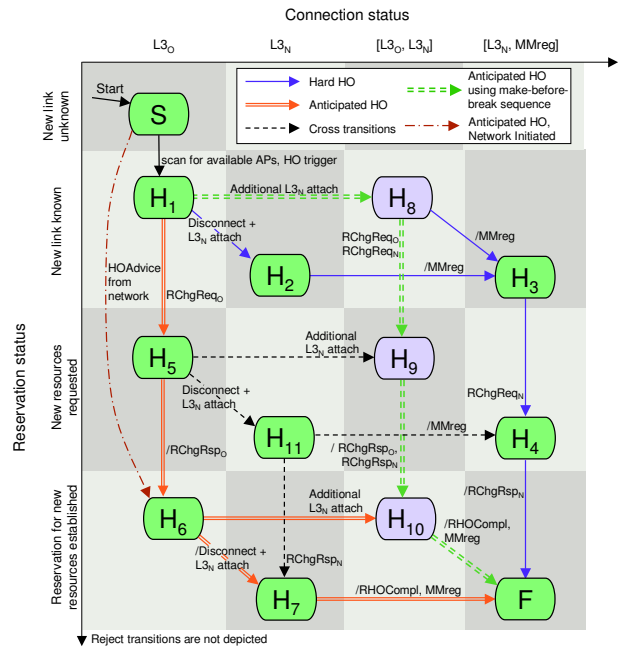 Connection status
L3O
L3N
[L3O, L3N]
[L3N, MMreg]
Reservation status
New link
unknown
New link known
New resources
requested
Reservation for new
resources established
Start
Hard HO
Anticipated HO
Cross transitions
Anticipated HO
using make-before-
break sequence
Anticipated HO,
Network Initiated
S
scan for available APs, HO trigger
H1
Additional L3N attach
H8
Disconnect +
L3N attach
RChgReqO
RChgReqN
/MMreg
HOAdvice
from
network
H2
/MMreg
H3
RChgReqO
H5
Additional
L3N attach
H9
Disconnect +
L3N attach
RChgReqN
H11
/MMreg
H4
/RChgRspO
/ RChgRspO,
RChgRspN
/RChgRspN
H6
Additional
L3N attach
H10
/RHOCompl,
MMreg
/Disconnect +
L3N attach
RChgRspN
H7
/RHOCompl, MMreg
F
Reject transitions are not depicted